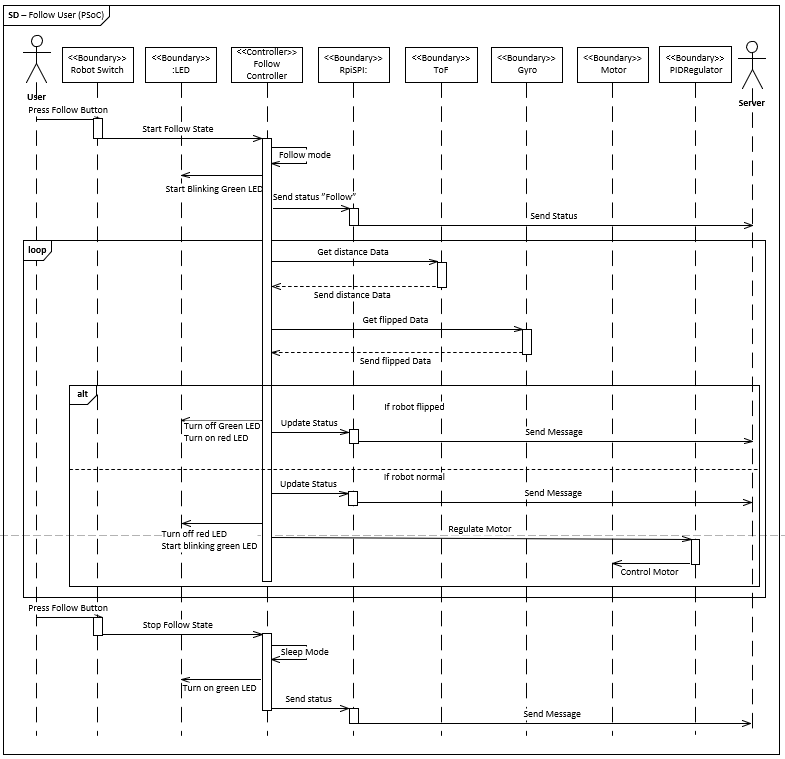 SD – Follow User (PSoC)
User
<<Boundary>>
Robot Switch
<<Boundary>>
:LED
<<Controller>>
Follow
Controller
<<Boundary>>
RpiSPI:
<<Boundary>>
ToF
<<Boundary>>
Gyro
<<Boundary>>
Motor
<<Boundary>>
PIDRegulator
Server
Press Follow Button
Start Follow State
Follow mode
Start Blinking Green LED
Send status "Follow"
Send Status
loop
Get distance Data
Send distance Data
Get flipped Data
Send flipped Data
alt
If robot flipped
Turn off Green LED
Turn on red LED
Update Status
Send Message
If robot normal
Update Status
Send Message
Turn off red LED
Start blinking green LED
Regulate Motor
Control Motor
Press Follow Button
Stop Follow State
Sleep Mode
Turn on green LED
Send status
Send Message